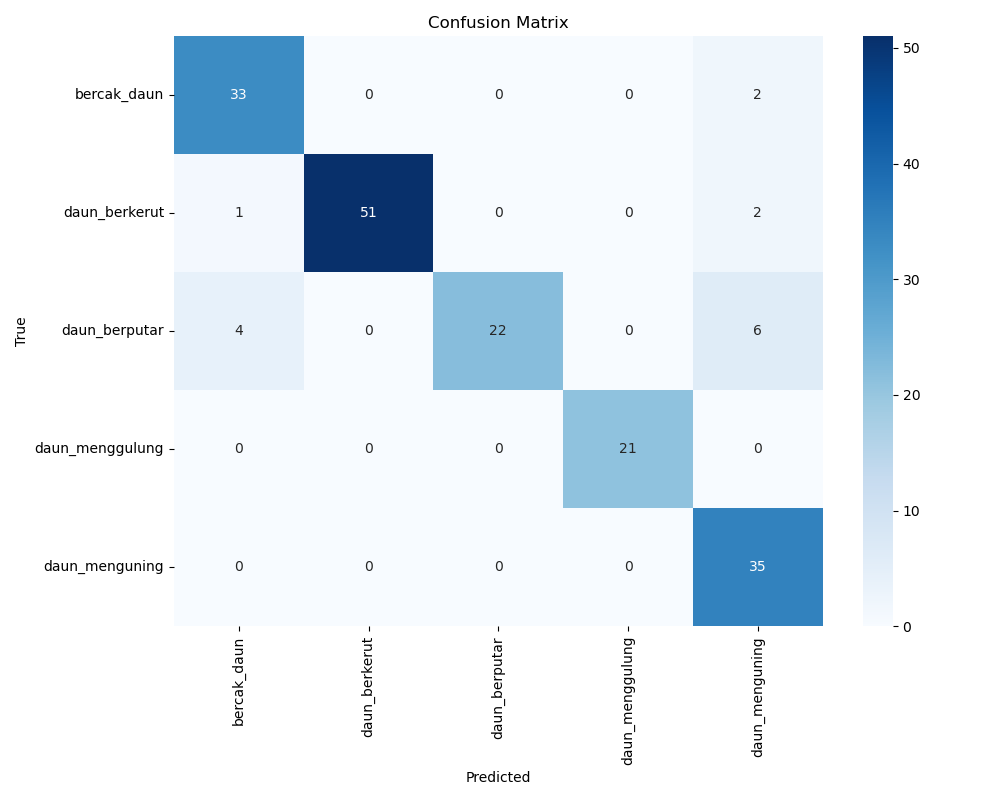 Confusion Matrix
True
bercak_daun 33 0 0 0 2
daun_berkerut 1 51 0 0 2
daun_berputar 4 0 22 0 6
daun_menggulung 0 0 0 21 0
daun_menguning 0 0 0 0 35
bercak_daun daun_berkerut daun_berputar daun_menggulung daun_menguning
Predicted
50
40
30
20
10
0